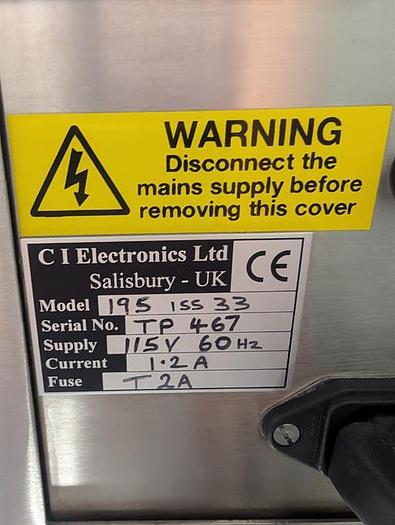 WARNING
Disconnect the
mains supply before
removing this cover
C I Electronics Ltd
Salisbury - UK
CE
Model 195 ISS 33
Serial No. TP 467
Supply 115V 60Hz
Current 1.2A
Fuse T2A